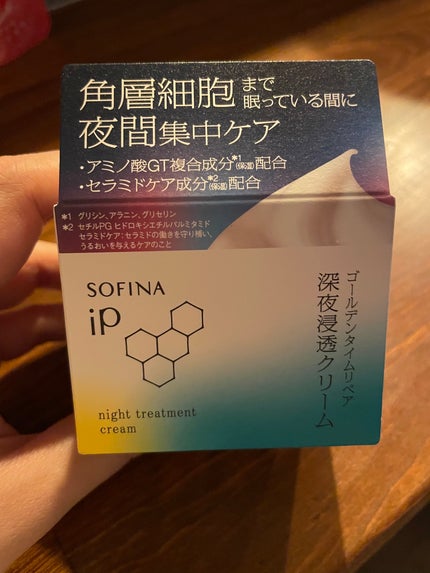 角層細胞まで
眠っている間に
夜間集中ケア
・アミノ酸GT複合成分*1(保湿)配合
・セラミドケア成分*2(保湿)配合
*1 グリシン、アラニン、グリセリン
*2 セチルPG ヒドロキシエチルパルミタミド
セラミドケア:セラミドの働きを守り補い、
うるおいを与えるケアのこと
SOFINA
iP
ゴールデンタイムリペア
深夜浸透クリーム
night treatment
cream